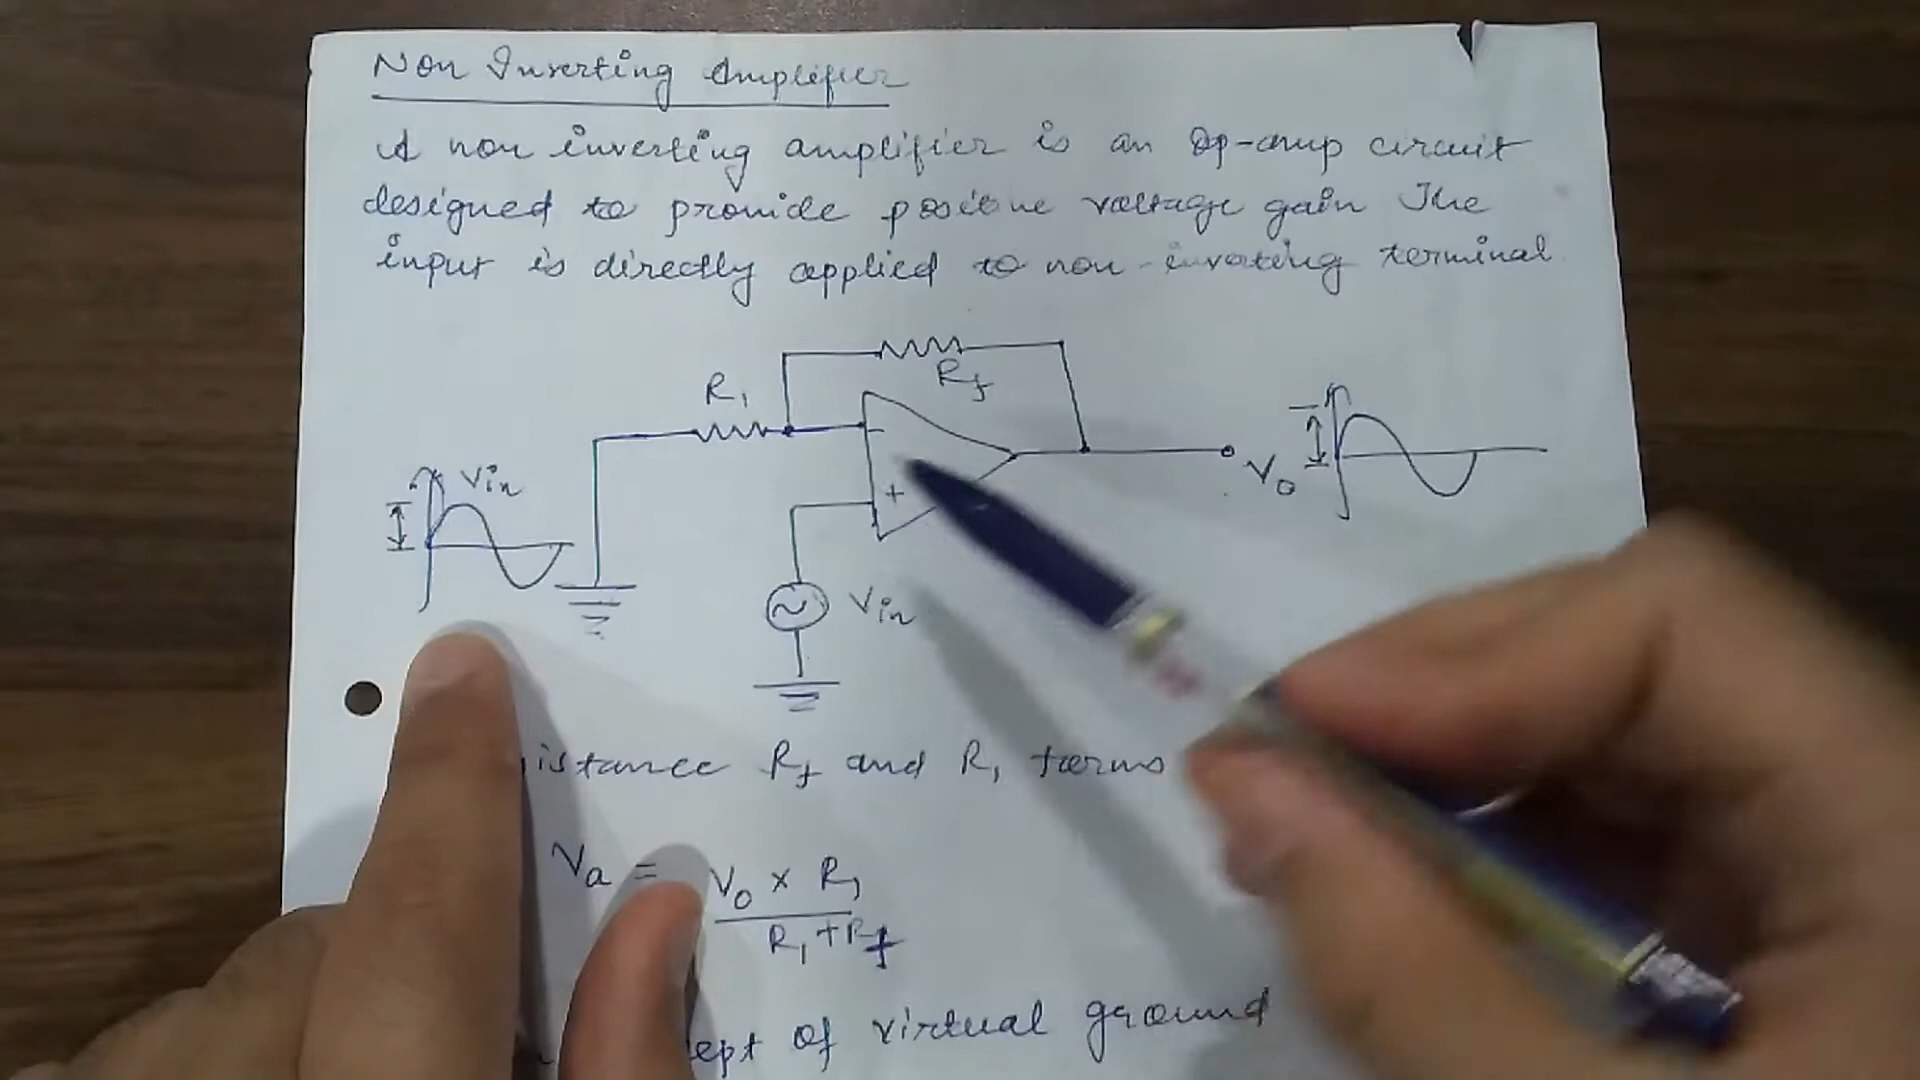 Non Inverting Amplifier
A non inverting amplifier is an Op-amp circuit
designed to provide positive voltage gain The
input is directly applied to non-inverting terminal
Rf
R1
-
Vin
+
Vo
Vin
istance Rf and R1 forms
Va = Vo × R1
R1+Rf
ept of virtual ground